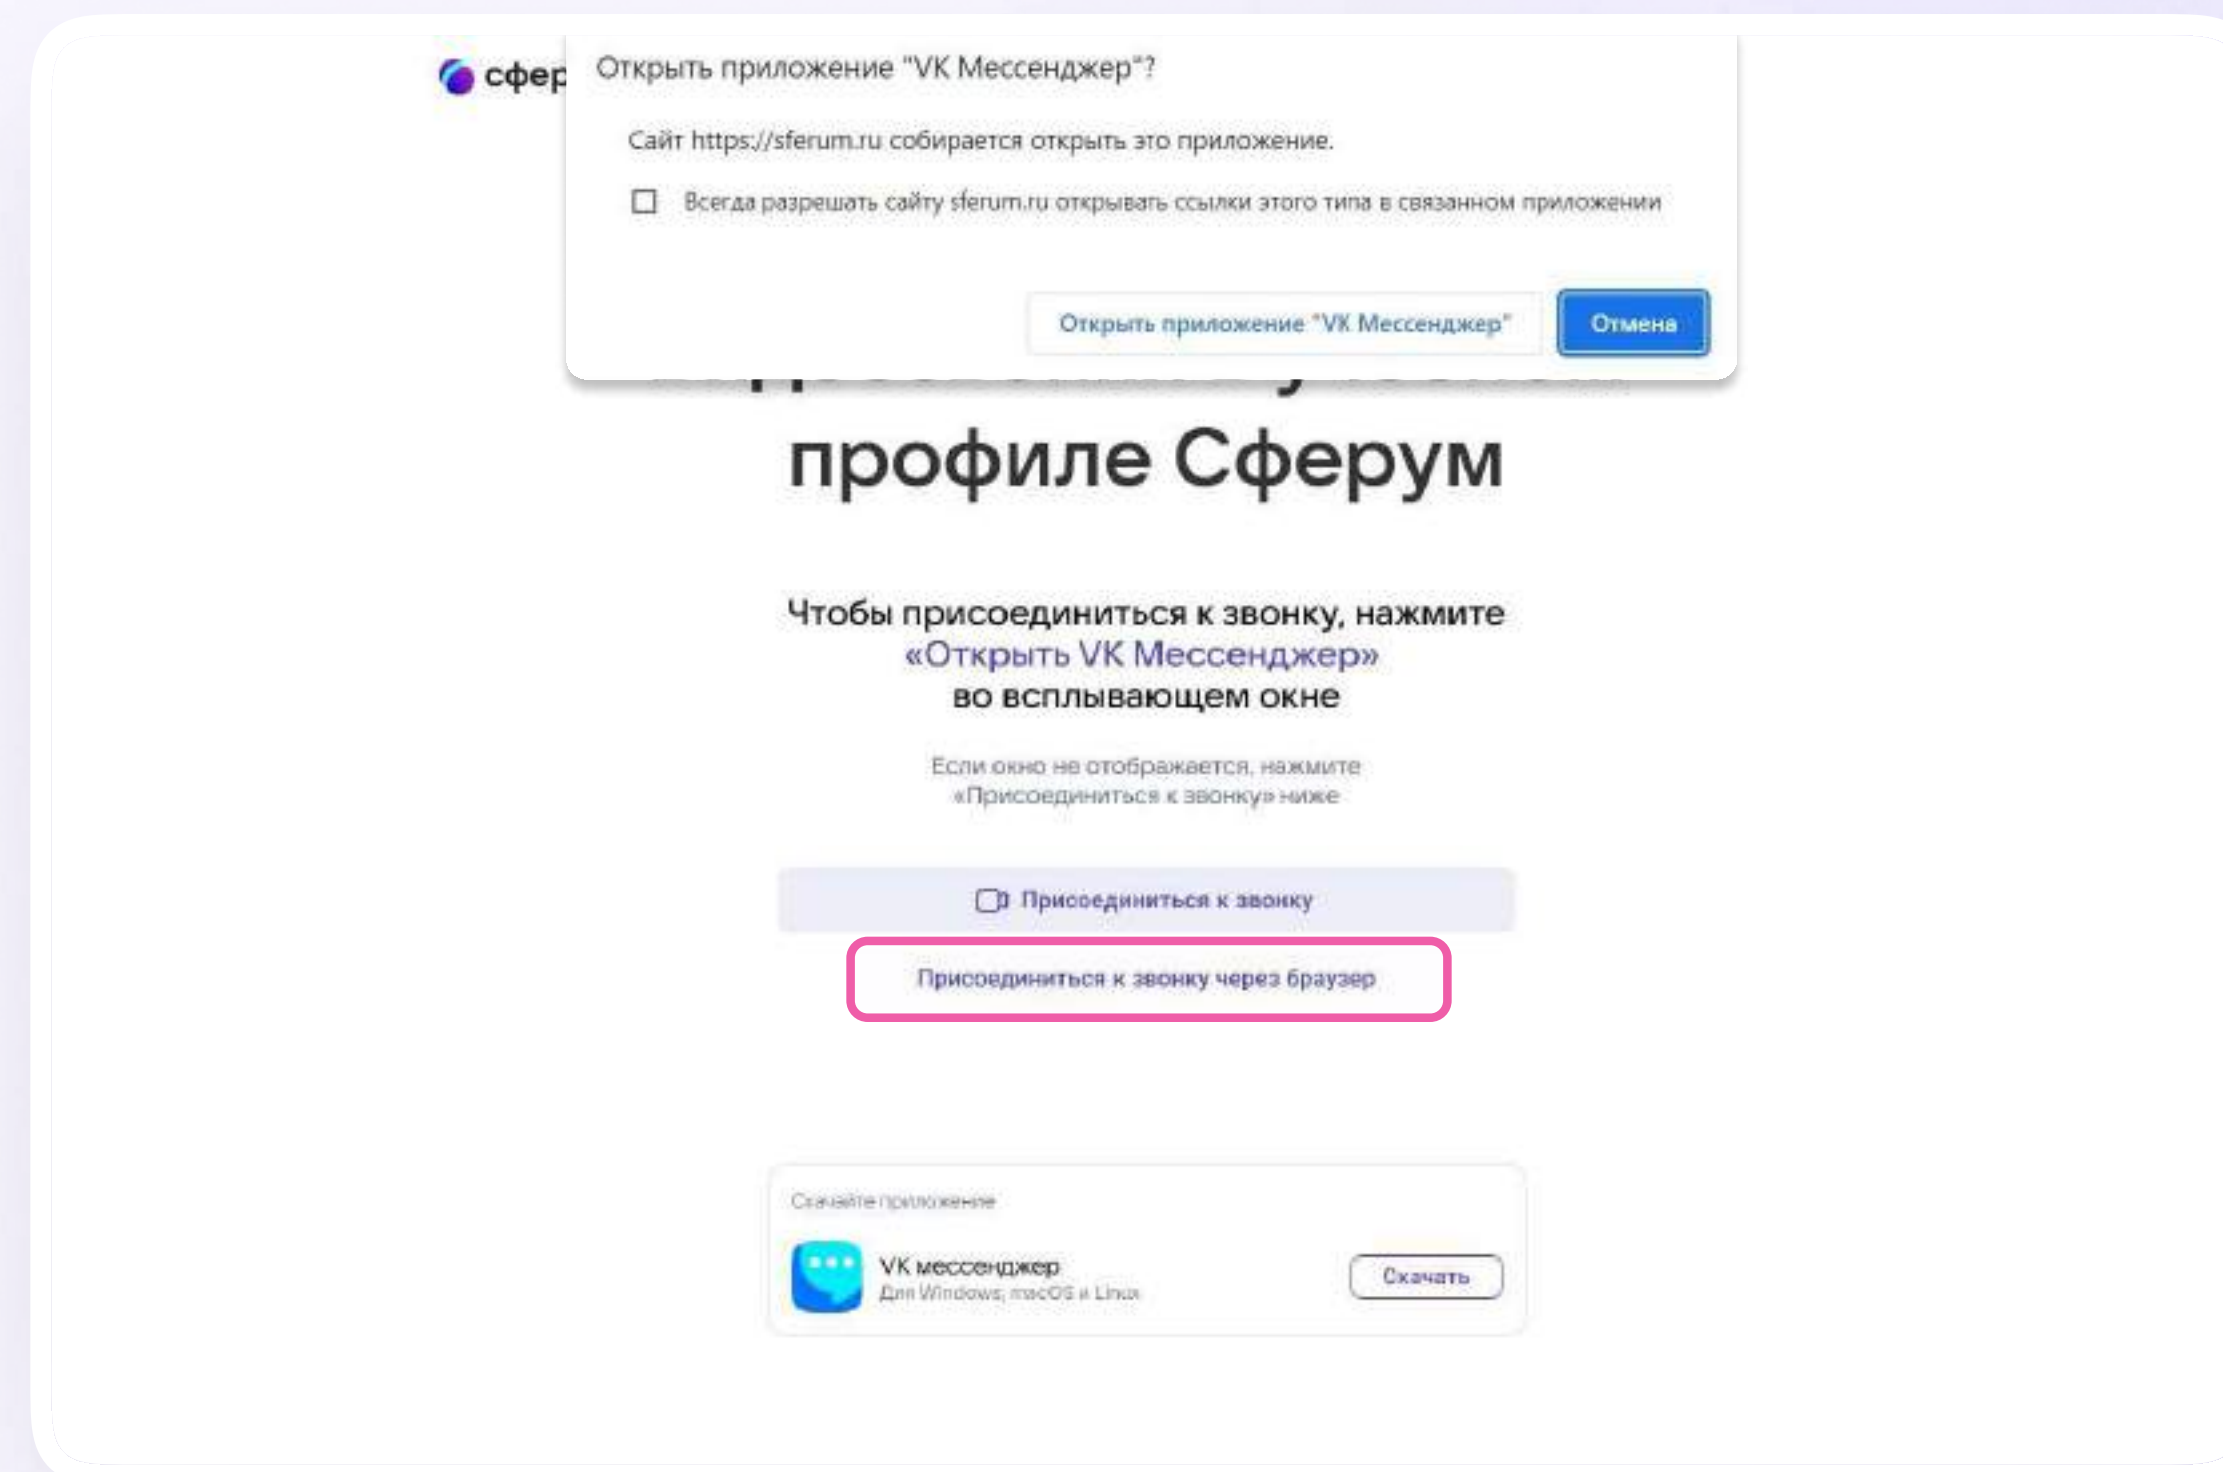 сфер
Открыть приложение "VK Мессенджер"?
Сайт https://sferum.ru собирается открыть это приложение.
Всегда разрешать сайту sferum.ru открывать ссылки этого типа в связанном приложении
Открыть приложение "VK Мессенджер"
Отмена
профиле Сферум
Чтобы присоединиться к звонку, нажмите
«Открыть VK Мессенджер»
во всплывающем окне
Если окно не отображается, нажмите
«Присоединиться к звонку» ниже
Присоединиться к звонку
Присоединиться к звонку через браузер
Скачайте приложение
VK мессенджер
Для Windows, macOS и Linux
Скачать